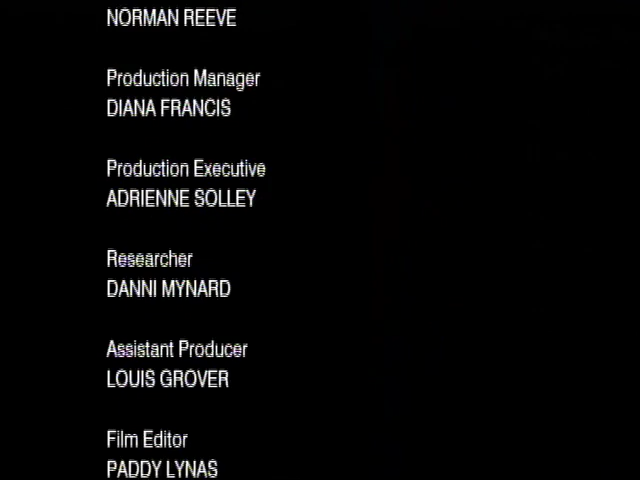 NORMAN REEVE
Production Manager
DIANA FRANCIS
Production Executive
ADRIENNE SOLLEY
Researcher
DANNI MYNARD
Assistant Producer
LOUIS GROVER
Film Editor
PADDY LYNAS